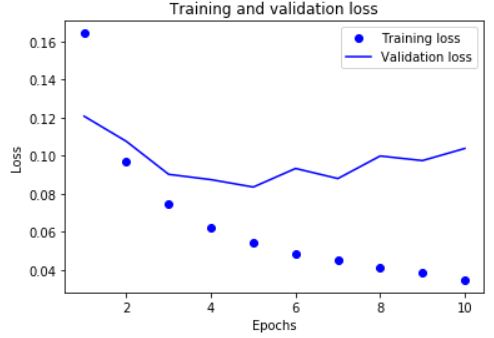 Training and validation loss
Training loss
Validation loss
0.16
0.14
0.12
0.10
0.08
0.06
0.04
Loss
2
4
6
8
10
Epochs